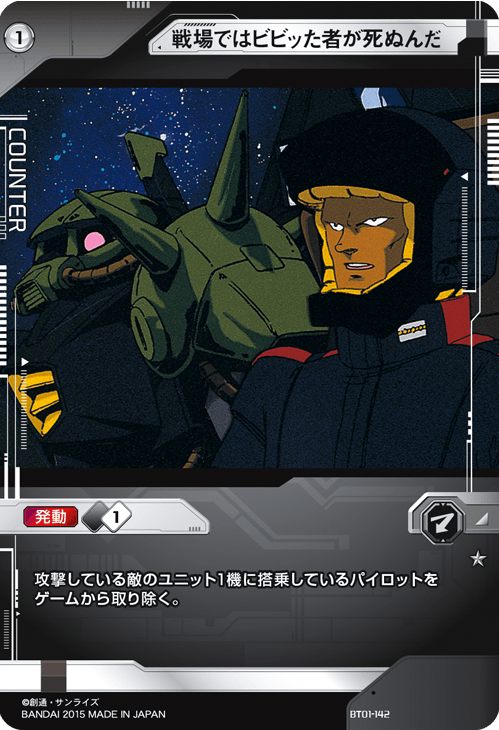 1
戦場ではビビッた者が死ぬんだ
COUNTER
発動
1
攻撃している敵のユニット1機に搭乗しているパイロットを
ゲームから取り除く。
©創通・サンライズ
BANDAI 2015 MADE IN JAPAN
BT01-142